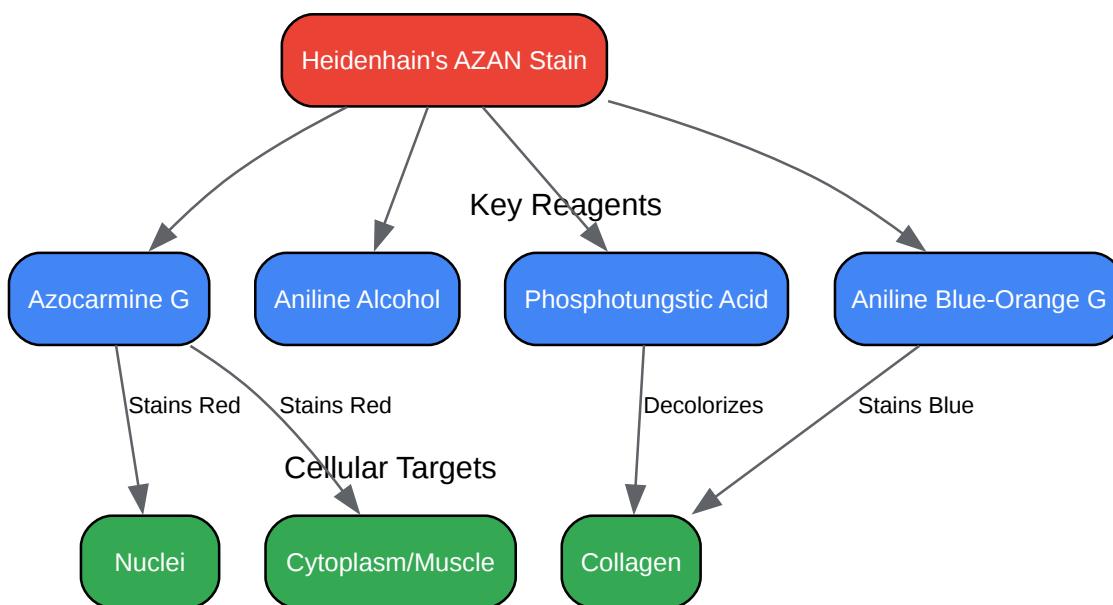 Heidenhain's AZAN Stain
Key Reagents
Azocarmine G
Aniline Alcohol
Phosphotungstic Acid
Aniline Blue-Orange G
Stains Red
Stains Red
Decolorizes
Stains Blue
Cellular Targets
Nuclei
Cytoplasm/Muscle
Collagen